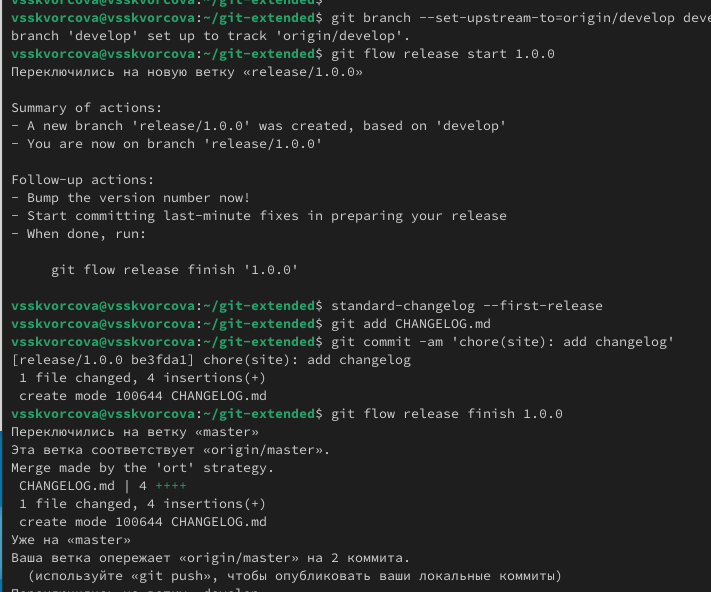 vsskvorcova@vsskvorcova:~/git-extended$
vsskvorcova@vsskvorcova:~/git-extended$ git branch --set-upstream-to=origin/develop deve
branch 'develop' set up to track 'origin/develop'.
vsskvorcova@vsskvorcova:~/git-extended$ git flow release start 1.0.0
Переключились на новую ветку «release/1.0.0»
Summary of actions:
- A new branch 'release/1.0.0' was created, based on 'develop'
- You are now on branch 'release/1.0.0'
Follow-up actions:
- Bump the version number now!
- Start committing last-minute fixes in preparing your release
- When done, run:
git flow release finish '1.0.0'
vsskvorcova@vsskvorcova:~/git-extended$ standard-changelog --first-release
vsskvorcova@vsskvorcova:~/git-extended$ git add CHANGELOG.md
vsskvorcova@vsskvorcova:~/git-extended$ git commit -am 'chore(site): add changelog'
[release/1.0.0 be3fda1] chore(site): add changelog
1 file changed, 4 insertions(+)
create mode 100644 CHANGELOG.md
vsskvorcova@vsskvorcova:~/git-extended$ git flow release finish 1.0.0
Переключились на ветку «master»
Эта ветка соответствует «origin/master».
Merge made by the 'ort' strategy.
CHANGELOG.md | 4 ++++
1 file changed, 4 insertions(+)
create mode 100644 CHANGELOG.md
Уже на «master»
Ваша ветка опережает «origin/master» на 2 коммита.
(используйте «git push», чтобы опубликовать ваши локальные коммиты)